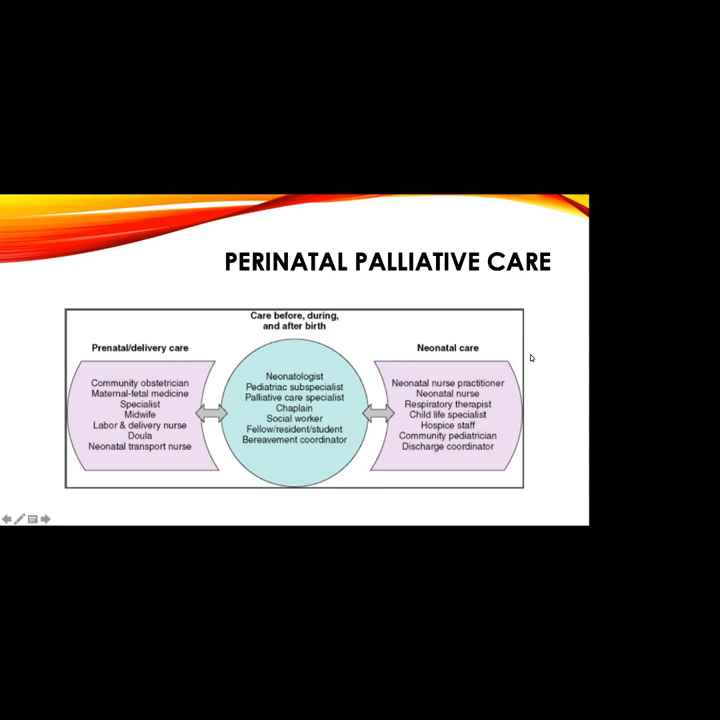 PERINATAL PALLIATIVE CARE
Care before, during,
and after birth
Prenatal/delivery care
Community obstetrician
Maternal-fetal medicine
Specialist
Midwife
Labor & delivery nurse
Doula
Neonatal transport nurse
Neonatologist
Pediatriac subspecialist
Palliative care specialist
Chaplain
Social worker
Fellow/resident/student
Bereavement coordinator
Neonatal care
Neonatal nurse practitioner
Neonatal nurse
Respiratory therapist
Child life specialist
Hospice staff
Community pediatrician
Discharge coordinator